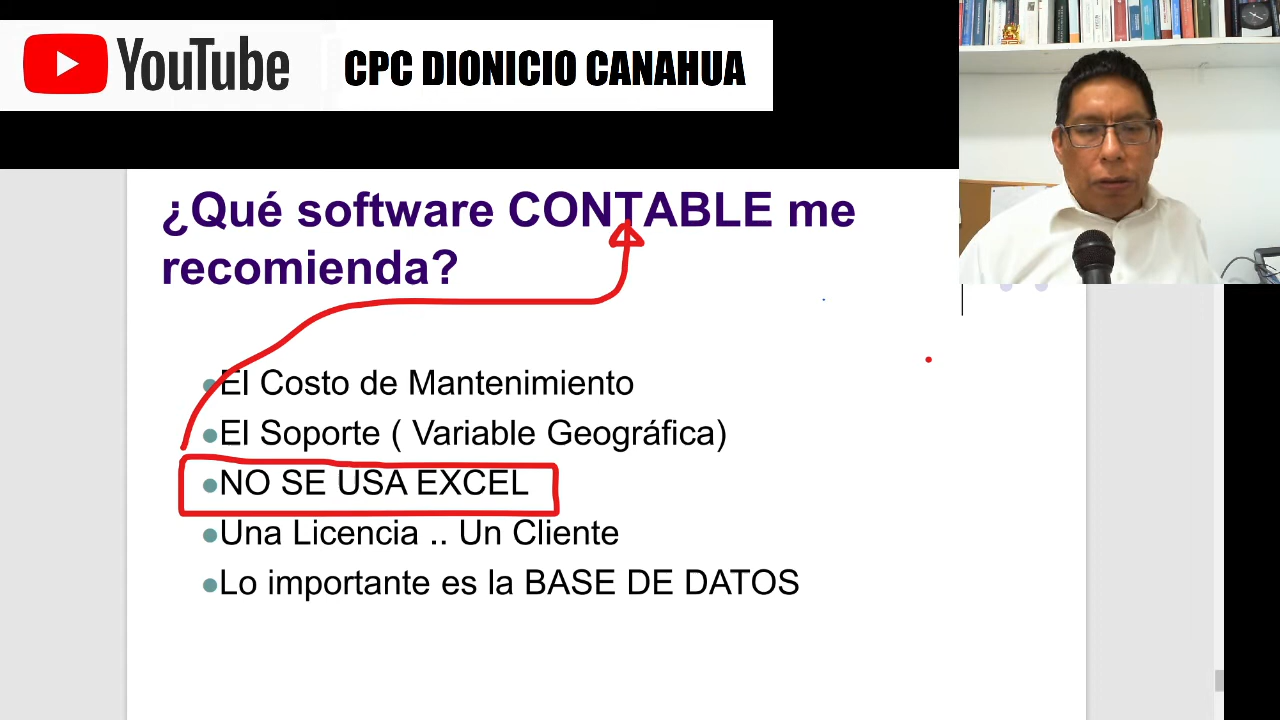 YouTube CPC DIONICIO CANAHUA
¿Qué software CONTABLE me
recomienda?
El Costo de Mantenimiento
El Soporte ( Variable Geográfica)
NO SE USA EXCEL
Una Licencia .. Un Cliente
Lo importante es la BASE DE DATOS